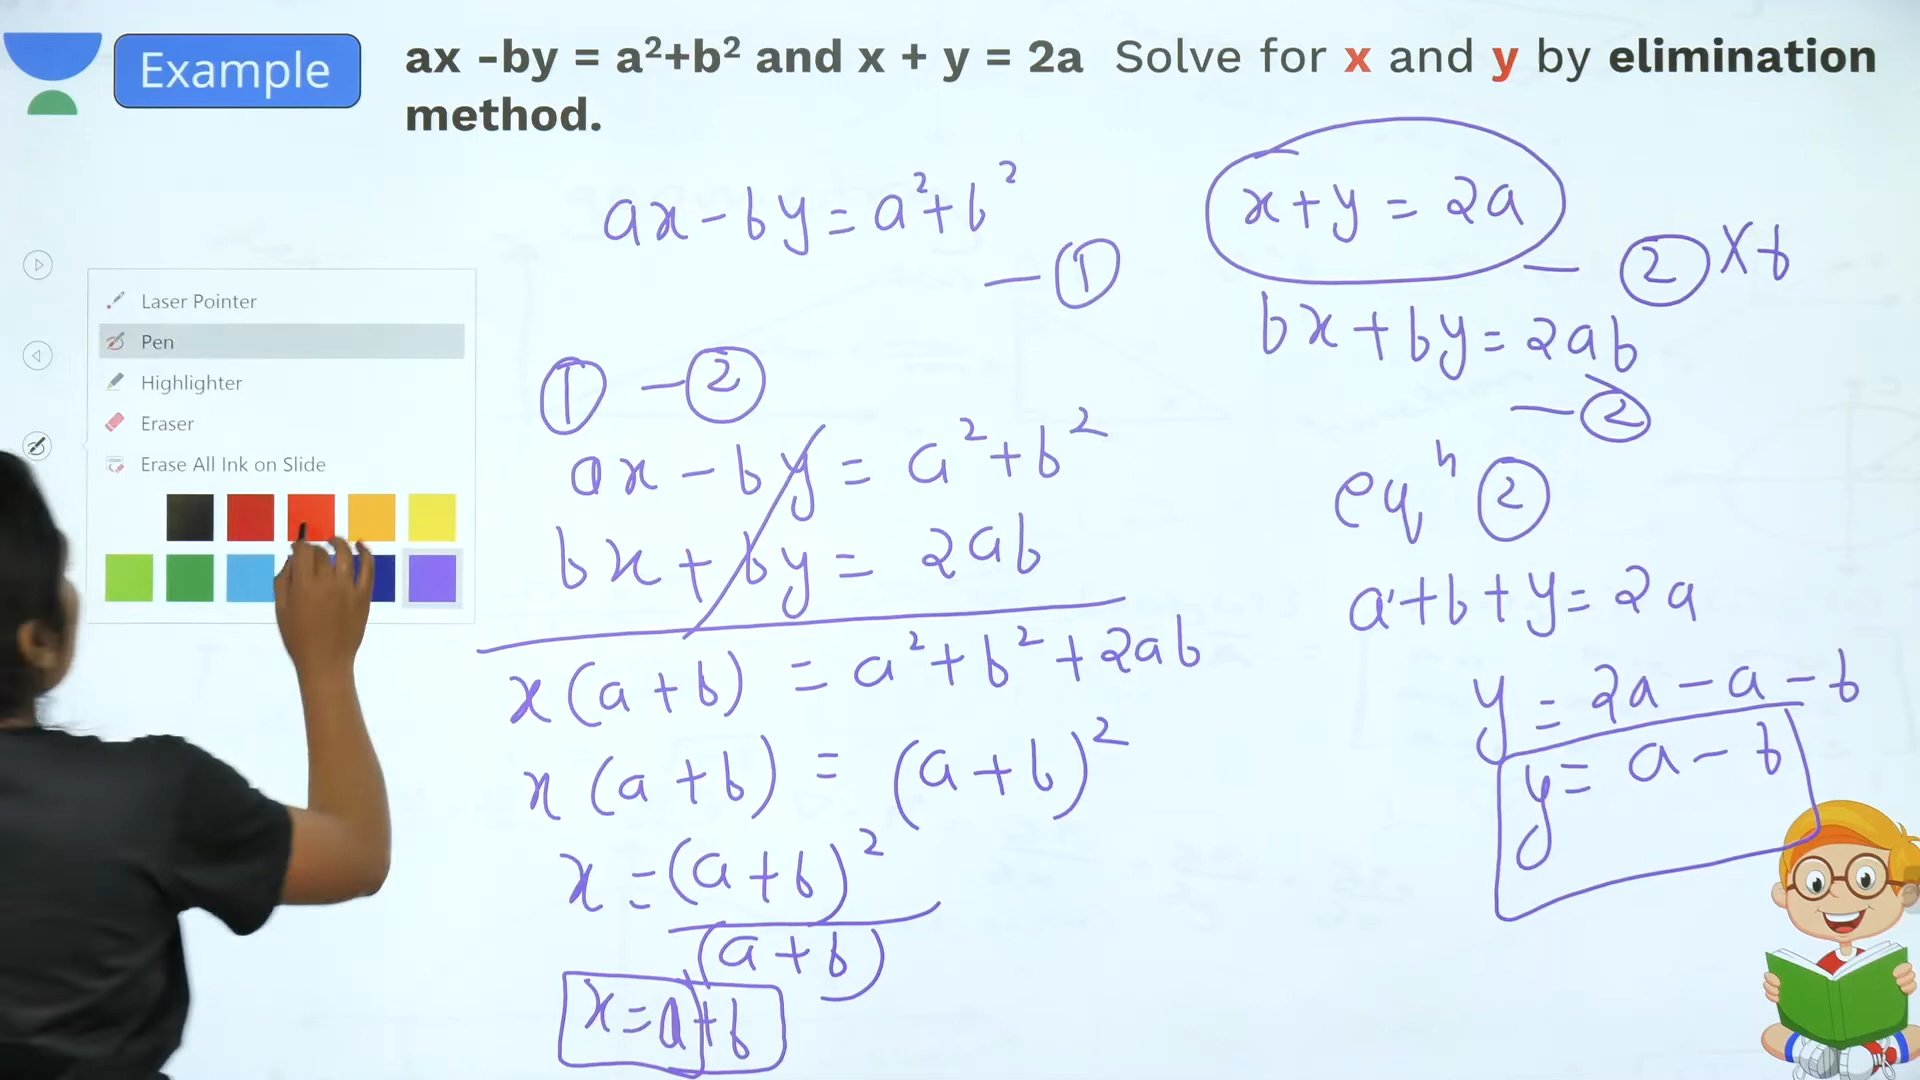 Example
ax -by = a²+b² and x + y = 2a Solve for x and y by elimination
method.
Laser Pointer
Pen
Highlighter
Eraser
Erase All Ink on Slide
ax - by = a²+b²
— ①
① - ②
ax - by = a²+b²
bx + by = 2ab
x(a+b) = a²+b²+2ab
x(a+b) = (a+b)²
x = (a+b)²
(a+b)
x = a+b
x+y = 2a
— ② × b
bx + by = 2ab
— ②
eqⁿ ②
a+b+y = 2a
y = 2a - a - b
y = a - b